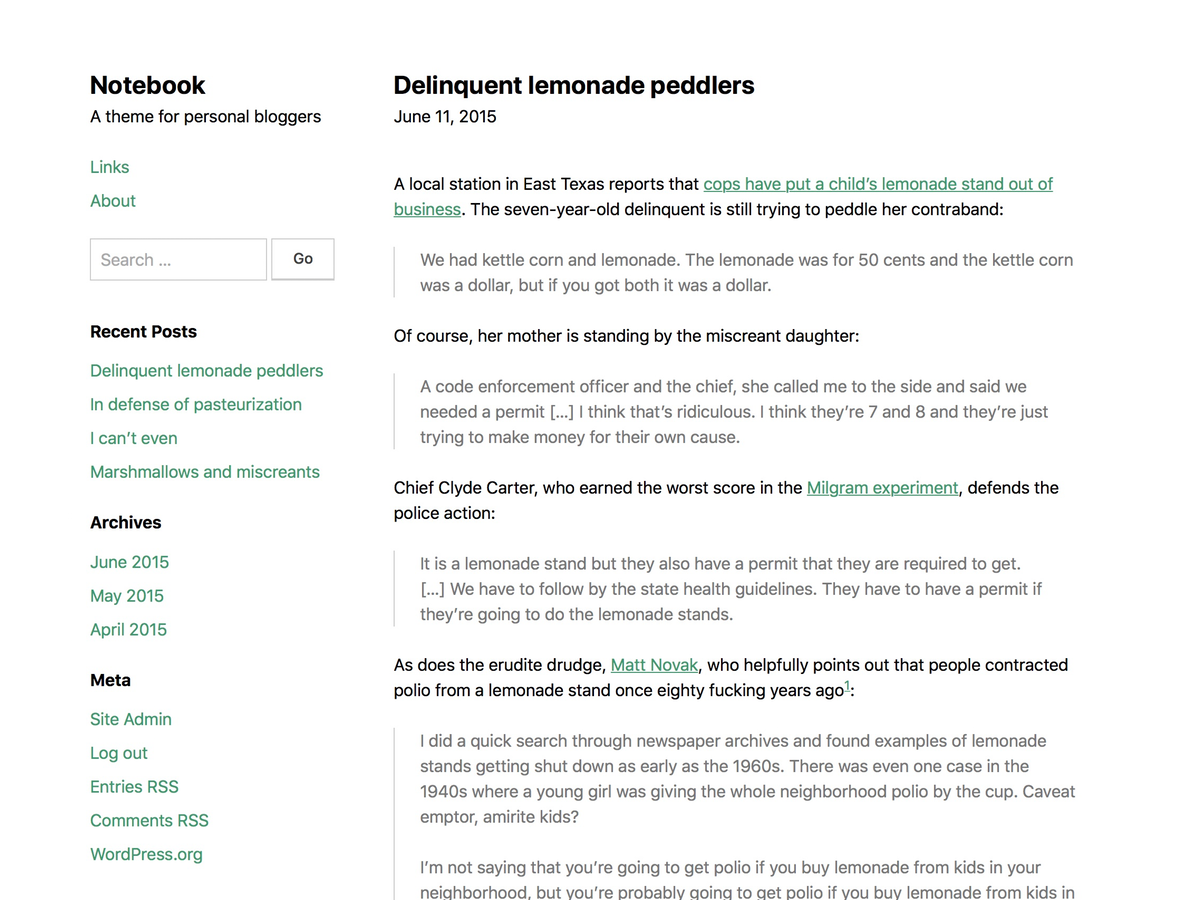 Notebook
A theme for personal bloggers
Links
About
Search ...
Go
Recent Posts
Delinquent lemonade peddlers
In defense of pasteurization
I can’t even
Marshmallows and miscreants
Archives
June 2015
May 2015
April 2015
Meta
Site Admin
Log out
Entries RSS
Comments RSS
WordPress.org
Delinquent lemonade peddlers
June 11, 2015
A local station in East Texas reports that cops have put a child’s lemonade stand out of
business. The seven-year-old delinquent is still trying to peddle her contraband:
We had kettle corn and lemonade. The lemonade was for 50 cents and the kettle corn
was a dollar, but if you got both it was a dollar.
Of course, her mother is standing by the miscreant daughter:
A code enforcement officer and the chief, she called me to the side and said we
needed a permit [...] I think that’s ridiculous. I think they’re 7 and 8 and they’re just
trying to make money for their own cause.
Chief Clyde Carter, who earned the worst score in the Milgram experiment, defends the
police action:
It is a lemonade stand but they also have a permit that they are required to get.
[...] We have to follow by the state health guidelines. They have to have a permit if
they’re going to do the lemonade stands.
As does the erudite drudge, Matt Novak, who helpfully points out that people contracted
polio from a lemonade stand once eighty fucking years ago1:
I did a quick search through newspaper archives and found examples of lemonade
stands getting shut down as early as the 1960s. There was even one case in the
1940s where a young girl was giving the whole neighborhood polio by the cup. Caveat
emptor, amirite kids?
I’m not saying that you’re going to get polio if you buy lemonade from kids in your
neighborhood, but you’re probably going to get polio if you buy lemonade from kids in